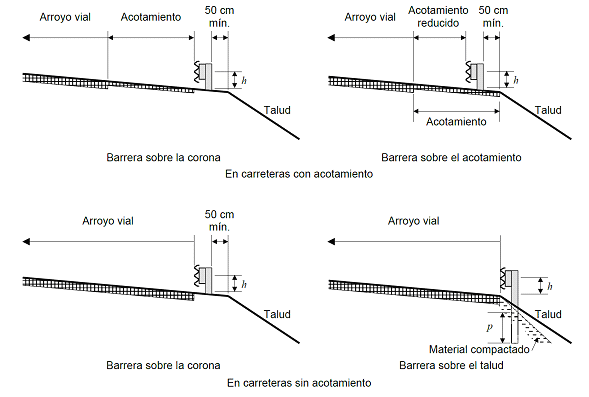 Arroyo vial
Acotamiento
50 cm
mín.
h
Talud
Barrera sobre la corona
Arroyo vial
Acotamiento
reducido
50 cm
mín.
h
Talud
Acotamiento
Barrera sobre el acotamiento
En carreteras con acotamiento
Arroyo vial
50 cm
mín.
h
Talud
Barrera sobre la corona
Arroyo vial
h
Talud
p
Material compactado
Barrera sobre el talud
En carreteras sin acotamiento